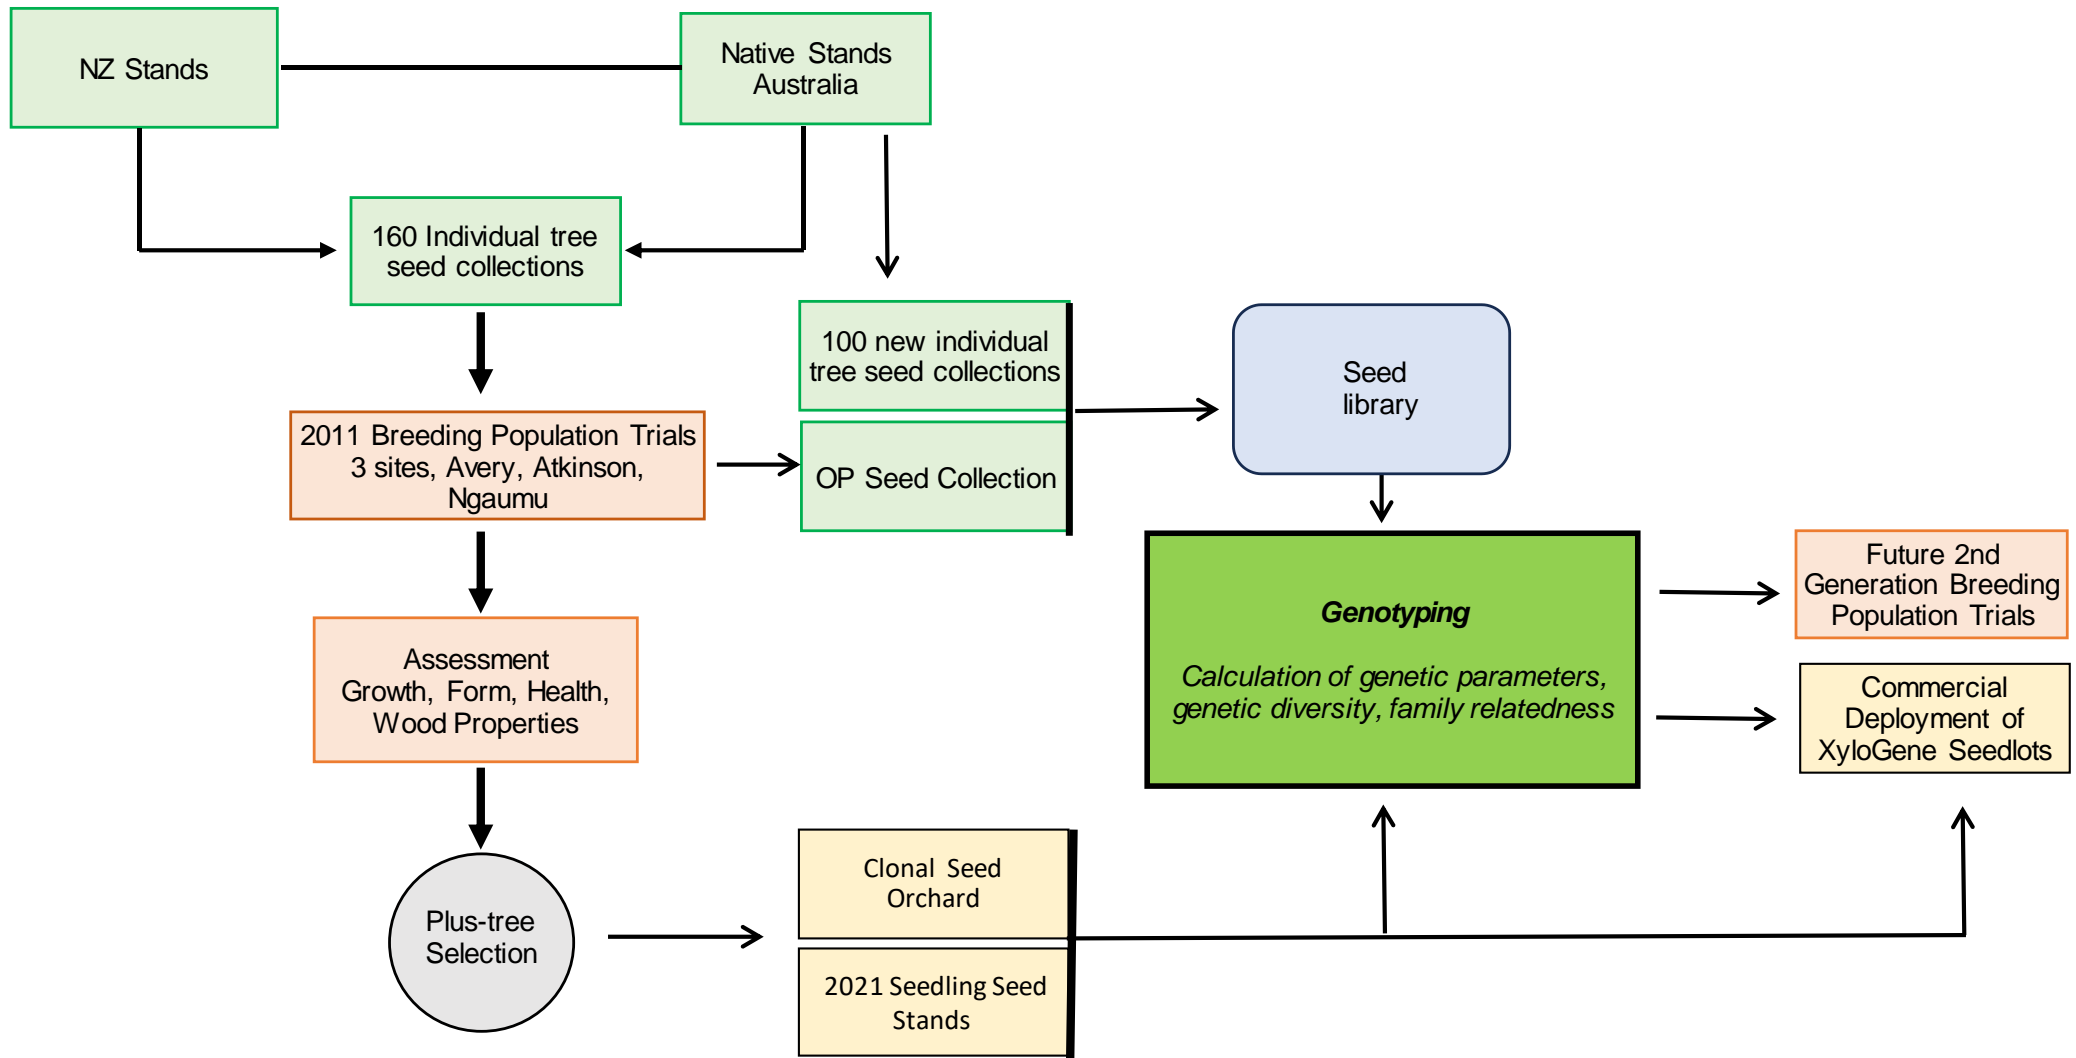 NZ Stands
Native Stands
Australia
160 Individual tree
seed collections
100 new individual
tree seed collections
Seed
library
2011 Breeding Population Trials
3 sites, Avery, Atkinson,
Ngaumu
OP Seed Collection
Genotyping
Calculation of genetic parameters,
genetic diversity, family relatedness
Future 2nd
Generation Breeding
Population Trials
Assessment
Growth, Form, Health,
Wood Properties
Commercial
Deployment of
XyloGene Seedlots
Plus-tree
Selection
Clonal Seed
Orchard
2021 Seedling Seed
Stands